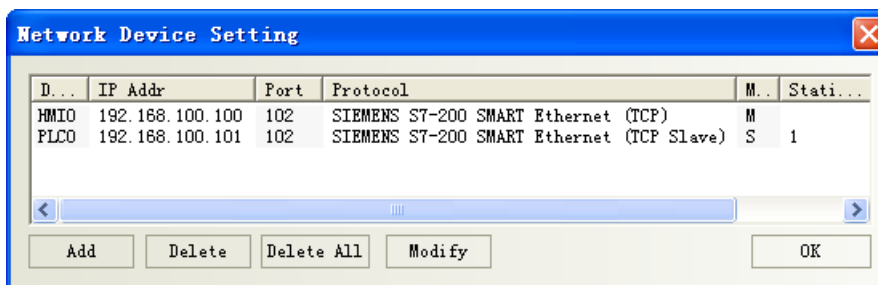 Network Device Setting
D... IP Addr Port Protocol M.. Stati...
HMI0 192.168.100.100 102 SIEMENS S7-200 SMART Ethernet (TCP) M
PLC0 192.168.100.101 102 SIEMENS S7-200 SMART Ethernet (TCP Slave) S 1
Add Delete Delete All Modify OK